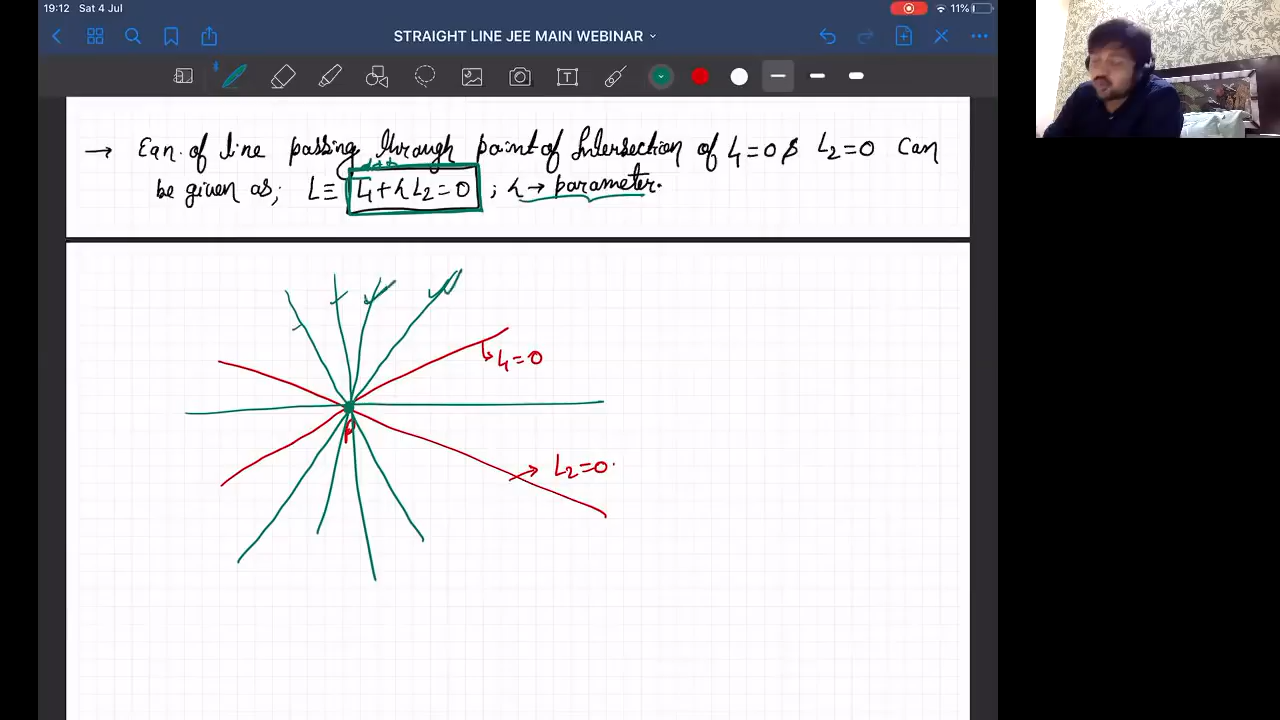 19:12 Sat 4 Jul
11%
STRAIGHT LINE JEE MAIN WEBINAR
T
→ Eqn. of line passing through point of Intersection of L1=0 & L2=0 can
be given as; L ≡ L1+λL2=0 ; λ → parameter.
L1=0
P
L2=0